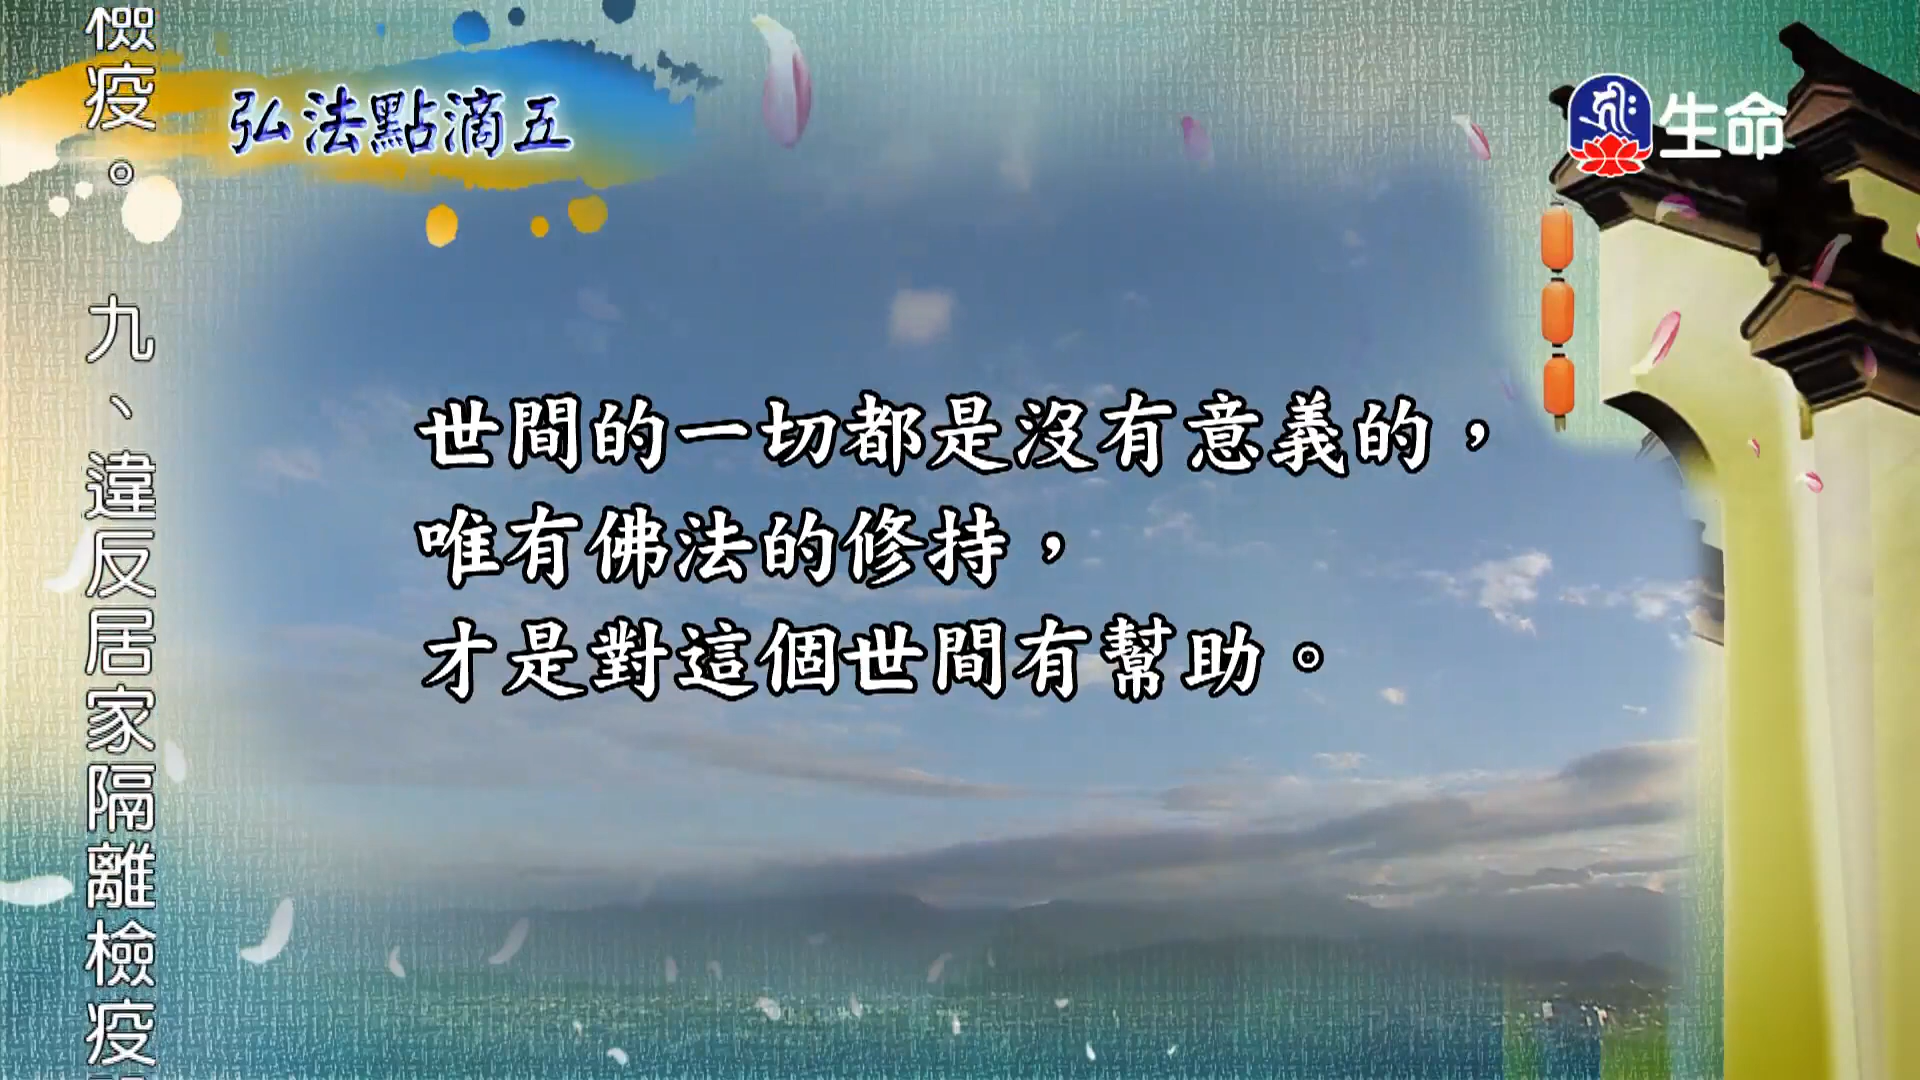 弘法點滴五
生命
世間的一切都是沒有意義的，
唯有佛法的修持，
才是對這個世間有幫助。
檢疫。 九、違反居家隔離檢疫